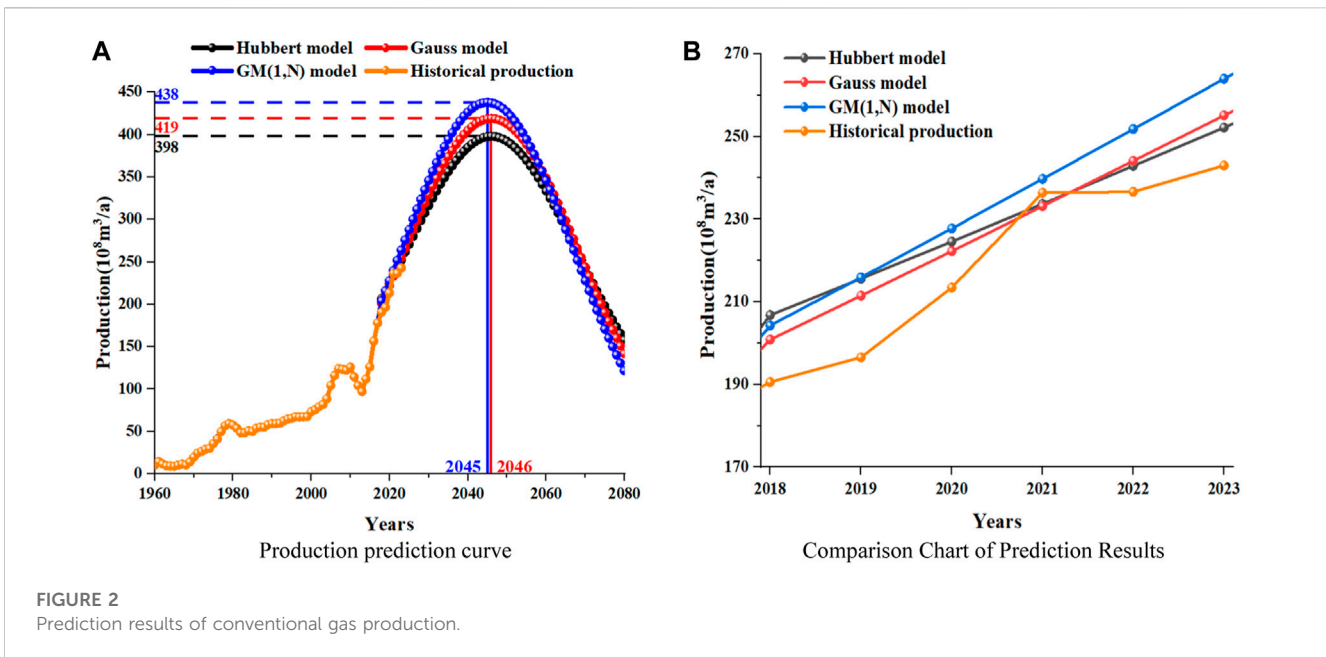 A
Hubbert model
Gauss model
GM(1,N) model
Historical production
450
438
400
419
398
350
300
250
200
150
100
50
0
Production(10⁸m³/a)
2045
2046
1960
1980
2000
2020
2040
2060
2080
Years
Production prediction curve
B
Hubbert model
Gauss model
GM(1,N) model
Historical production
270
250
230
210
190
170
Production(10⁸m³/a)
2018
2019
2020
2021
2022
2023
Years
Comparison Chart of Prediction Results
FIGURE 2
Prediction results of conventional gas production.